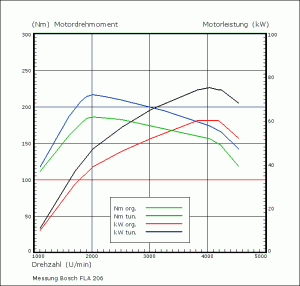 (Nm) Motordrehmoment Motorleistung (kW)
300 100
250 80
200 60
150
100 40
50 20
0 0
1000 2000 3000 4000 5000
Nm org.
Nm tun.
kW org.
kW tun.
Drehzahl (U/min)
Messung Bosch FLA 206